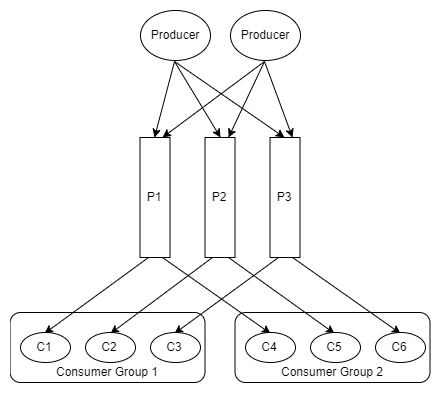 Producer Producer
P1 P2 P3
C1 C2 C3 C4 C5 C6
Consumer Group 1 Consumer Group 2